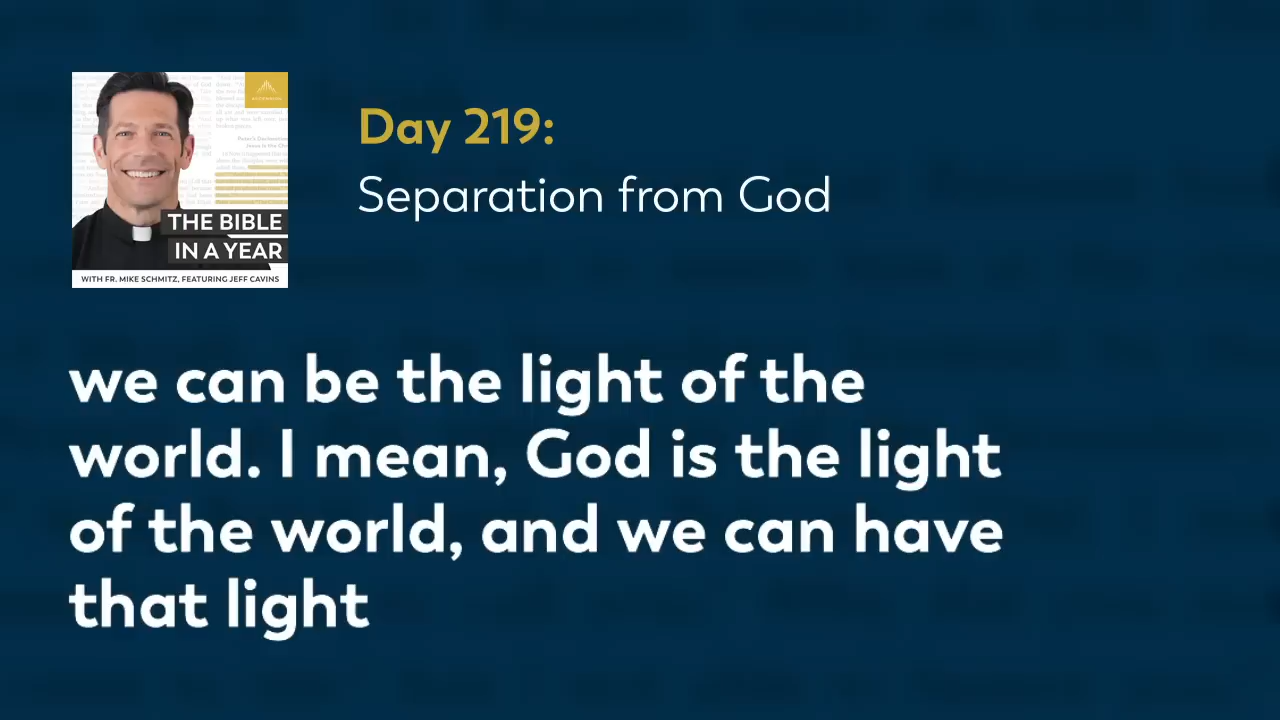 Day 219:
Separation from God
THE BIBLE
IN A YEAR
WITH FR. MIKE SCHMITZ, FEATURING JEFF CAVINS
we can be the light of the
world. I mean, God is the light
of the world, and we can have
that light